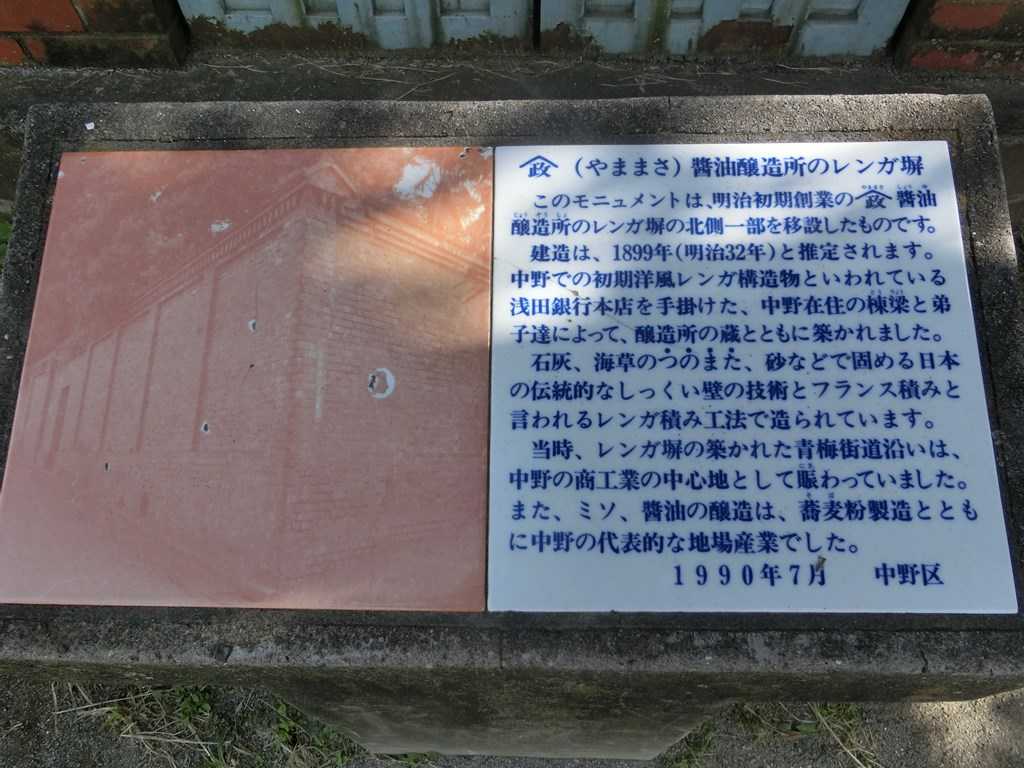 政 (やままさ) 醬油醸造所のレンガ塀
このモニュメントは、明治初期創業の政醬油
醸造所のレンガ塀の北側一部を移設したものです。
建造は、1899年(明治32年)と推定されます。
中野での初期洋風レンガ構造物といわれている
浅田銀行本店を手掛けた、中野在住の棟梁と弟
子達によって、醸造所の蔵とともに築かれました。
石灰、海草のつのまた、砂などで固める日本
の伝統的なしっくい壁の技術とフランス積みと
言われるレンガ積み工法で造られています。
当時、レンガ塀の築かれた青梅街道沿いは、
中野の商工業の中心地として賑わっていました。
また、ミソ、醬油の醸造は、蕎麦粉製造ととも
に中野の代表的な地場産業でした。
1990年7月 中野区